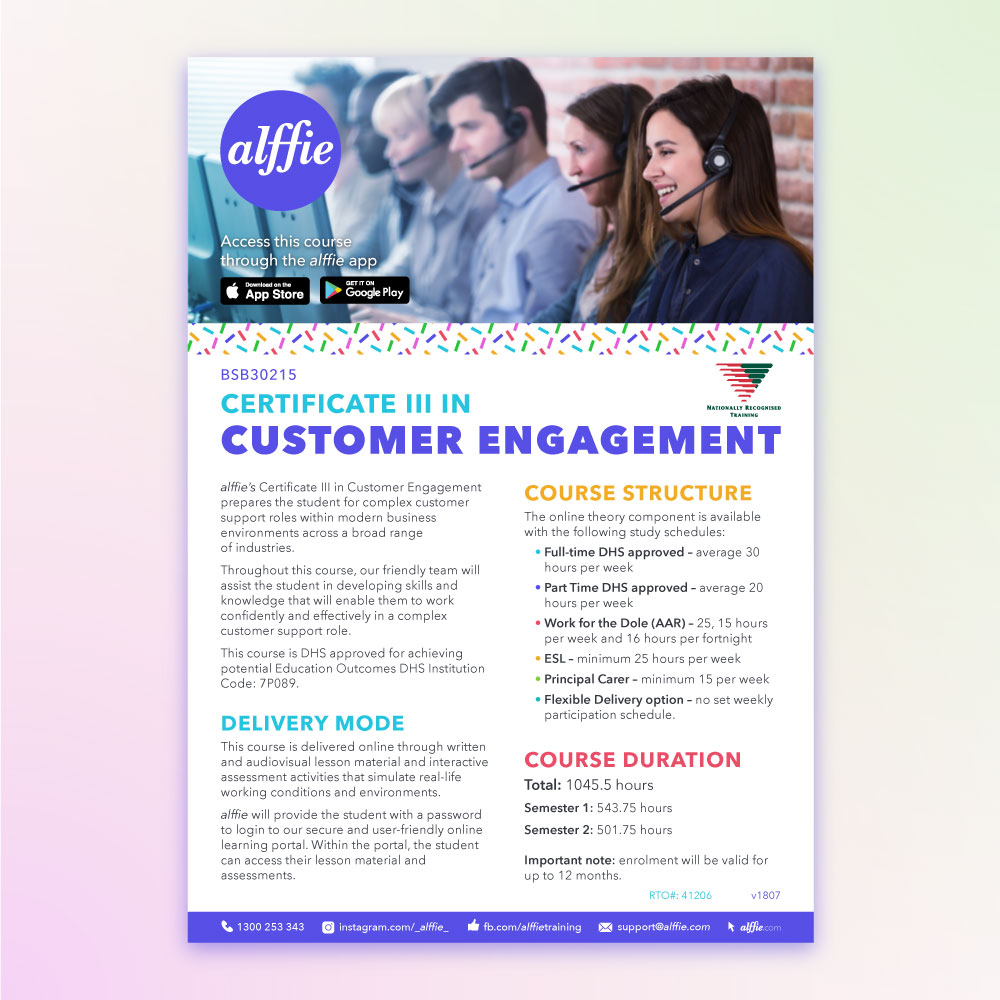 alffie
Access this course
through the alffie app
Download on the
App Store
GET IT ON
Google Play
BSB30215
CERTIFICATE III IN
CUSTOMER ENGAGEMENT
NATIONALLY RECOGNISED
TRAINING
alffie's Certificate III in Customer Engagement
prepares the student for complex customer
support roles within modern business
environments across a broad range
of industries.
Throughout this course, our friendly team will
assist the student in developing skills and
knowledge that will enable them to work
confidently and effectively in a complex
customer support role.
This course is DHS approved for achieving
potential Education Outcomes DHS Institution
Code: 7P089.
DELIVERY MODE
This course is delivered online through written
and audiovisual lesson material and interactive
assessment activities that simulate real-life
working conditions and environments.
alffie will provide the student with a password
to login to our secure and user-friendly online
learning portal. Within the portal, the student
can access their lesson material and
assessments.
COURSE STRUCTURE
The online theory component is available
with the following study schedules:
• Full-time DHS approved – average 30
hours per week
• Part Time DHS approved – average 20
hours per week
• Work for the Dole (AAR) – 25, 15 hours
per week and 16 hours per fortnight
• ESL – minimum 25 hours per week
• Principal Carer – minimum 15 per week
• Flexible Delivery option – no set weekly
participation schedule.
COURSE DURATION
Total: 1045.5 hours
Semester 1: 543.75 hours
Semester 2: 501.75 hours
Important note: enrolment will be valid for
up to 12 months.
RTO#: 41206 v1807
1300 253 343 instagram.com/_alffie_ fb.com/alffietraining support@alffie.com alffie.com